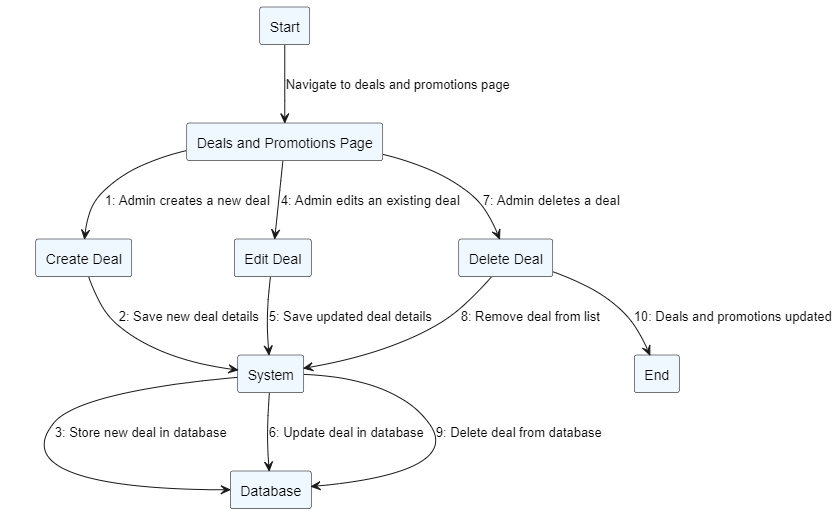 Start
Navigate to deals and promotions page
Deals and Promotions Page
1: Admin creates a new deal
4: Admin edits an existing deal
7: Admin deletes a deal
Create Deal
Edit Deal
Delete Deal
2: Save new deal details
5: Save updated deal details
8: Remove deal from list
10: Deals and promotions updated
System
End
3: Store new deal in database
6: Update deal in database
9: Delete deal from database
Database